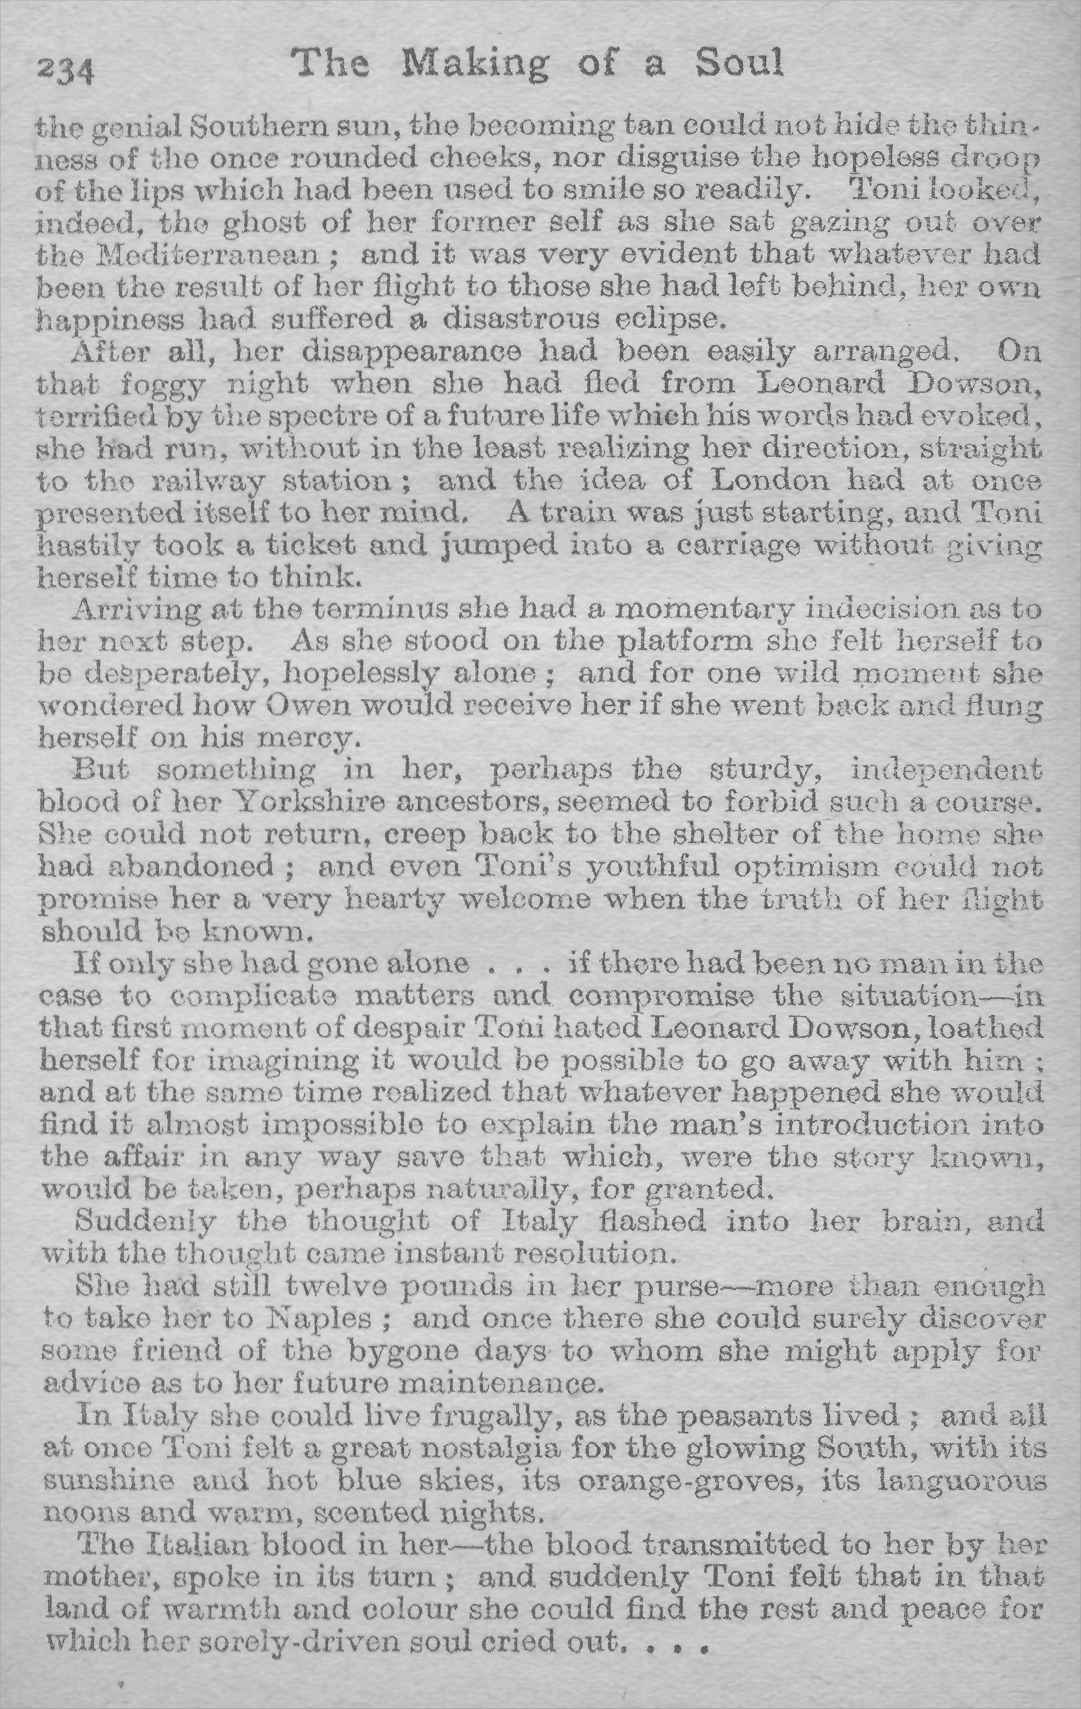 234 The Making of a Soul
the genial Southern sun, the becoming tan could not hide the thin-
ness of the once rounded cheeks, nor disguise the hopeless droop
of the lips which had been used to smile so readily. Toni looked,
indeed, the ghost of her former self as she sat gazing out over
the Mediterranean ; and it was very evident that whatever had
been the result of her flight to those she had left behind, her own
happiness had suffered a disastrous eclipse.
After all, her disappearance had been easily arranged. On
that foggy night when she had fled from Leonard Dowson,
terrified by the spectre of a future life which his words had evoked,
she had run, without in the least realizing her direction, straight
to the railway station ; and the idea of London had at once
presented itself to her mind. A train was just starting, and Toni
hastily took a ticket and jumped into a carriage without giving
herself time to think.
Arriving at the terminus she had a momentary indecision as to
her next step. As she stood on the platform she felt herself to
be desperately, hopelessly alone ; and for one wild moment she
wondered how Owen would receive her if she went back and flung
herself on his mercy.
But something in her, perhaps the sturdy, independent
blood of her Yorkshire ancestors, seemed to forbid such a course.
She could not return, creep back to the shelter of the home she
had abandoned ; and even Toni's youthful optimism could not
promise her a very hearty welcome when the truth of her flight
should be known.
If only she had gone alone . . . if there had been no man in the
case to complicate matters and compromise the situation—in
that first moment of despair Toni hated Leonard Dowson, loathed
herself for imagining it would be possible to go away with him ;
and at the same time realized that whatever happened she would
find it almost impossible to explain the man's introduction into
the affair in any way save that which, were the story known,
would be taken, perhaps naturally, for granted.
Suddenly the thought of Italy flashed into her brain, and
with the thought came instant resolution.
She had still twelve pounds in her purse—more than enough
to take her to Naples ; and once there she could surely discover
some friend of the bygone days to whom she might apply for
advice as to her future maintenance.
In Italy she could live frugally, as the peasants lived ; and all
at once Toni felt a great nostalgia for the glowing South, with its
sunshine and hot blue skies, its orange-groves, its languorous
noons and warm, scented nights.
The Italian blood in her—the blood transmitted to her by her
mother, spoke in its turn ; and suddenly Toni felt that in that
land of warmth and colour she could find the rest and peace for
which her sorely-driven soul cried out. . . .